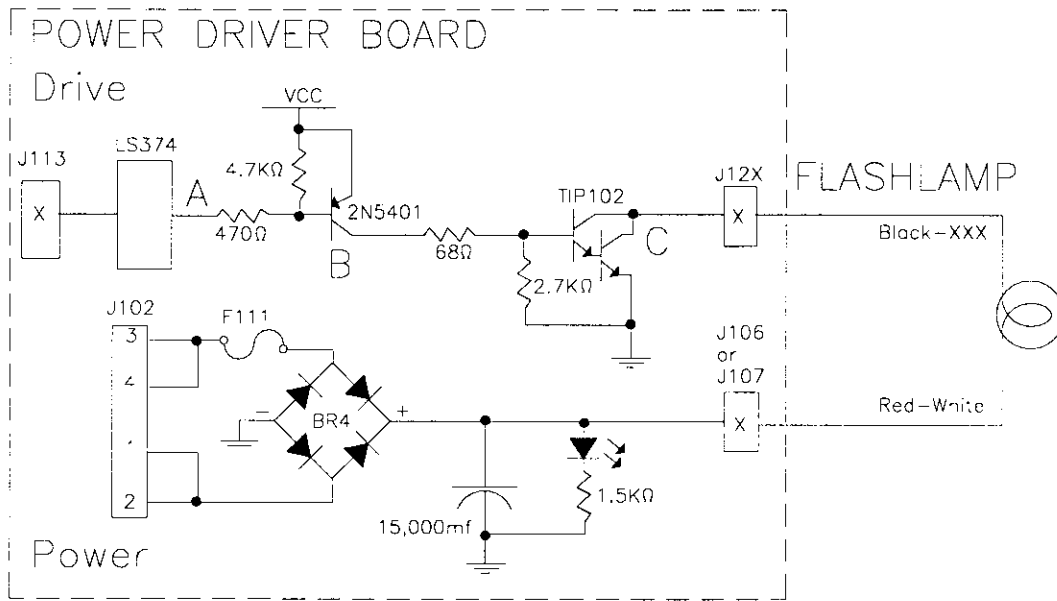 POWER DRIVER BOARD
Drive
VCC
LS374
J113
4.7KΩ
A
X
470Ω
2N5401
B
68Ω
TIP102
C
2.7KΩ
J12X
X
FLASHLAMP
Black-XXX
J102
3
4
2
F111
BR4
-
+
15,000mf
1.5KΩ
J106
or
J107
X
Red-White
Power